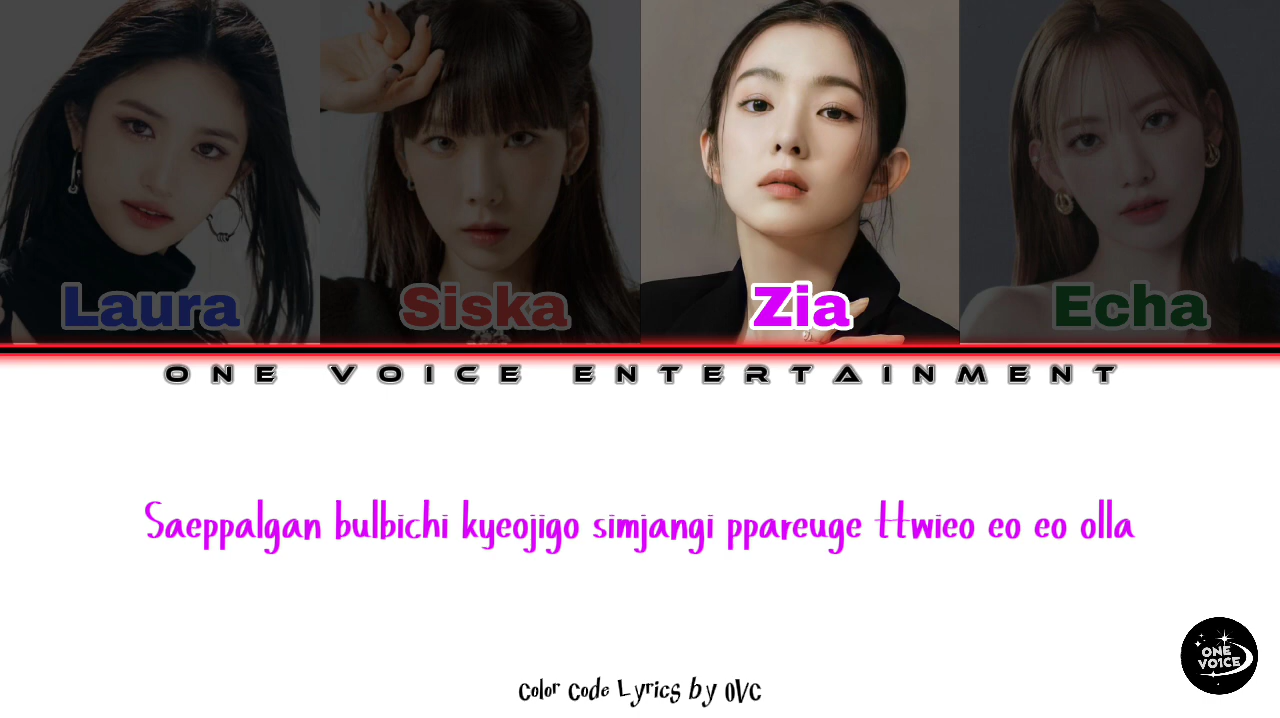 Laura Siska Zia Echa
ONE VOICE ENTERTAINMENT
Saeppalgan bulbichi kyeojigo simjangi ppareuge ttwieo eo eo olla
ONE
VO1CE
Color Code Lyrics by OVC